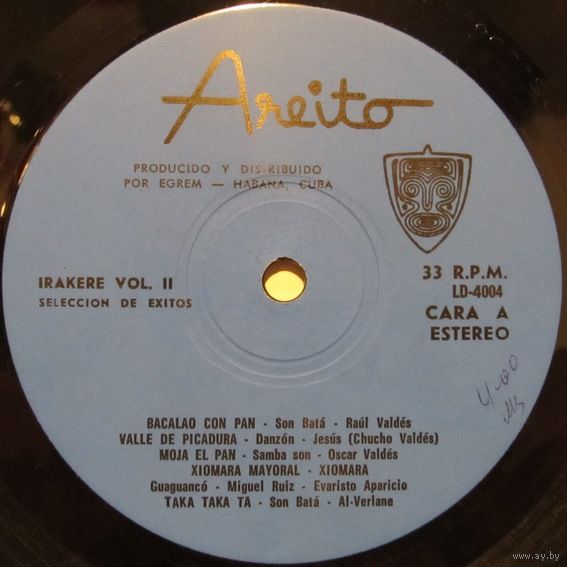 Areito
PRODUCIDO Y DISTRIBUIDO
POR EGREM — HABANA, CUBA
IRAKERE VOL. II
SELECCION DE EXITOS
33 R.P.M.
LD-4004
CARA A
ESTEREO
4-00
BACALAO CON PAN - Son Batá - Raúl Valdés
VALLE DE PICADURA - Danzón - Jesús (Chucho Valdés)
MOJA EL PAN - Samba son - Oscar Valdés
XIOMARA MAYORAL - XIOMARA
Guaguancó - Miguel Ruiz - Evaristo Aparicio
TAKA TAKA TA - Son Batá - Al-Verlane
www.ay.by